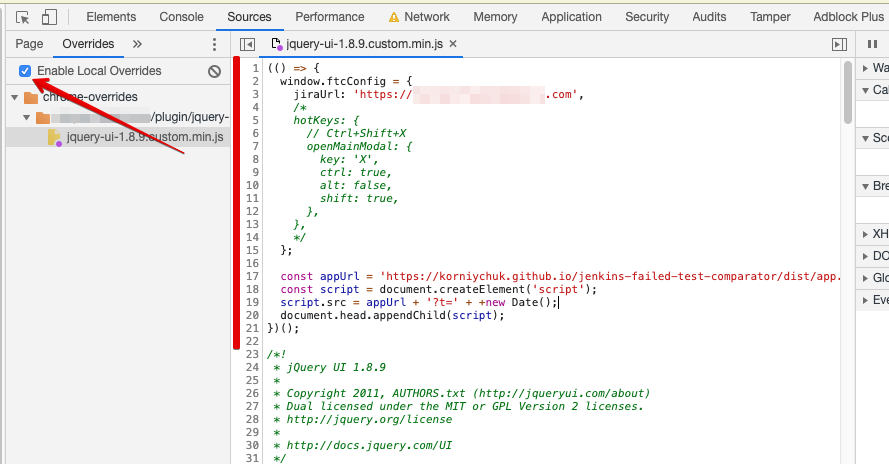 Elements Console Sources Performance Network Memory Application Security Audits Tamper Adblock Plus
Page Overrides » jquery-ui-1.8.9.custom.min.js ×
Enable Local Overrides
chrome-overrides
/plugin/jquery-
jquery-ui-1.8.9.custom.min.js
1 (() => {
2 window.ftcConfig = {
3 jiraUrl: 'https:// .com',
4 /*
5 hotKeys: {
6 // Ctrl+Shift+X
7 openMainModal: {
8 key: 'X',
9 ctrl: true,
10 alt: false,
11 shift: true,
12 },
13 },
14 */
15 };
16
17 const appUrl = 'https://korniychuk.github.io/jenkins-failed-test-comparator/dist/app.
18 const script = document.createElement('script');
19 script.src = appUrl + '?t=' + +new Date();
20 document.head.appendChild(script);
21 })();
22
23 /*!
24 * jQuery UI 1.8.9
25 *
26 * Copyright 2011, AUTHORS.txt (http://jqueryui.com/about)
27 * Dual licensed under the MIT or GPL Version 2 licenses.
28 * http://jquery.org/license
29 *
30 * http://docs.jquery.com/UI
31 */
Wa
Cal
Sco
Bre
XH
DO
Glo
Eve